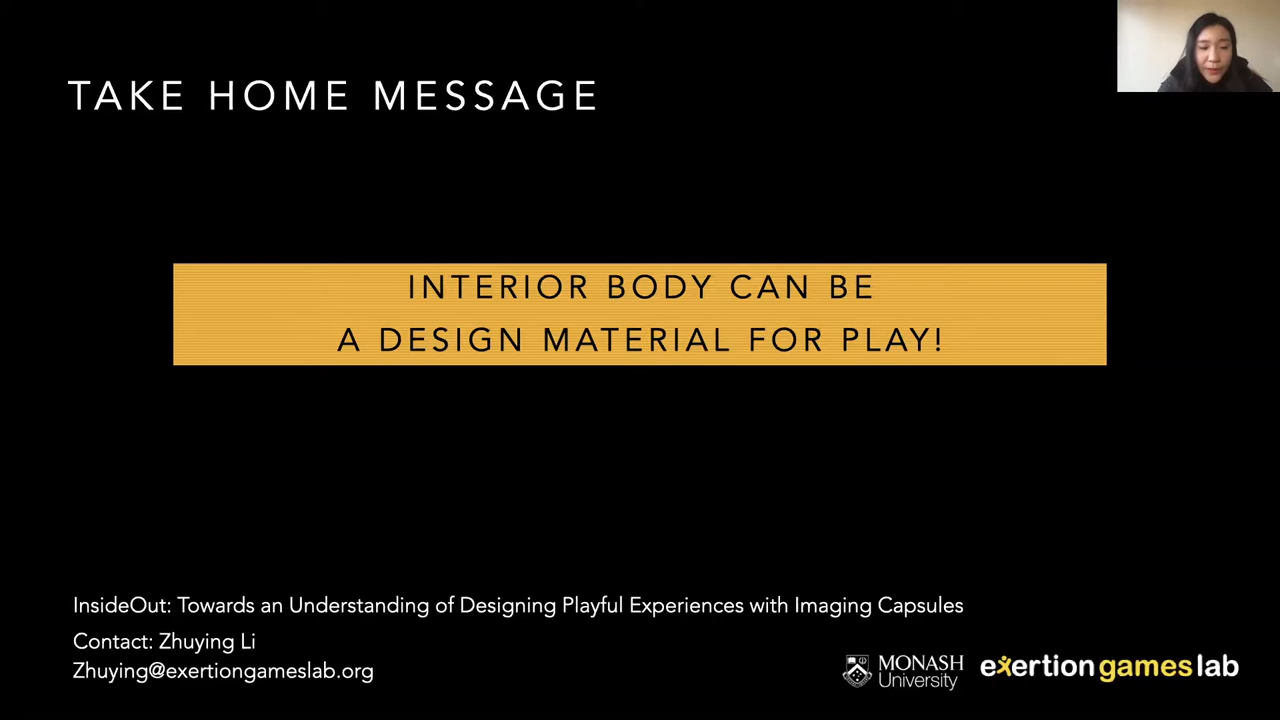 TAKE HOME MESSAGE
INTERIOR BODY CAN BE
A DESIGN MATERIAL FOR PLAY!
InsideOut: Towards an Understanding of Designing Playful Experiences with Imaging Capsules
Contact: Zhuying Li
Zhuying@exertiongameslab.org
MONASH
University
exertion games lab